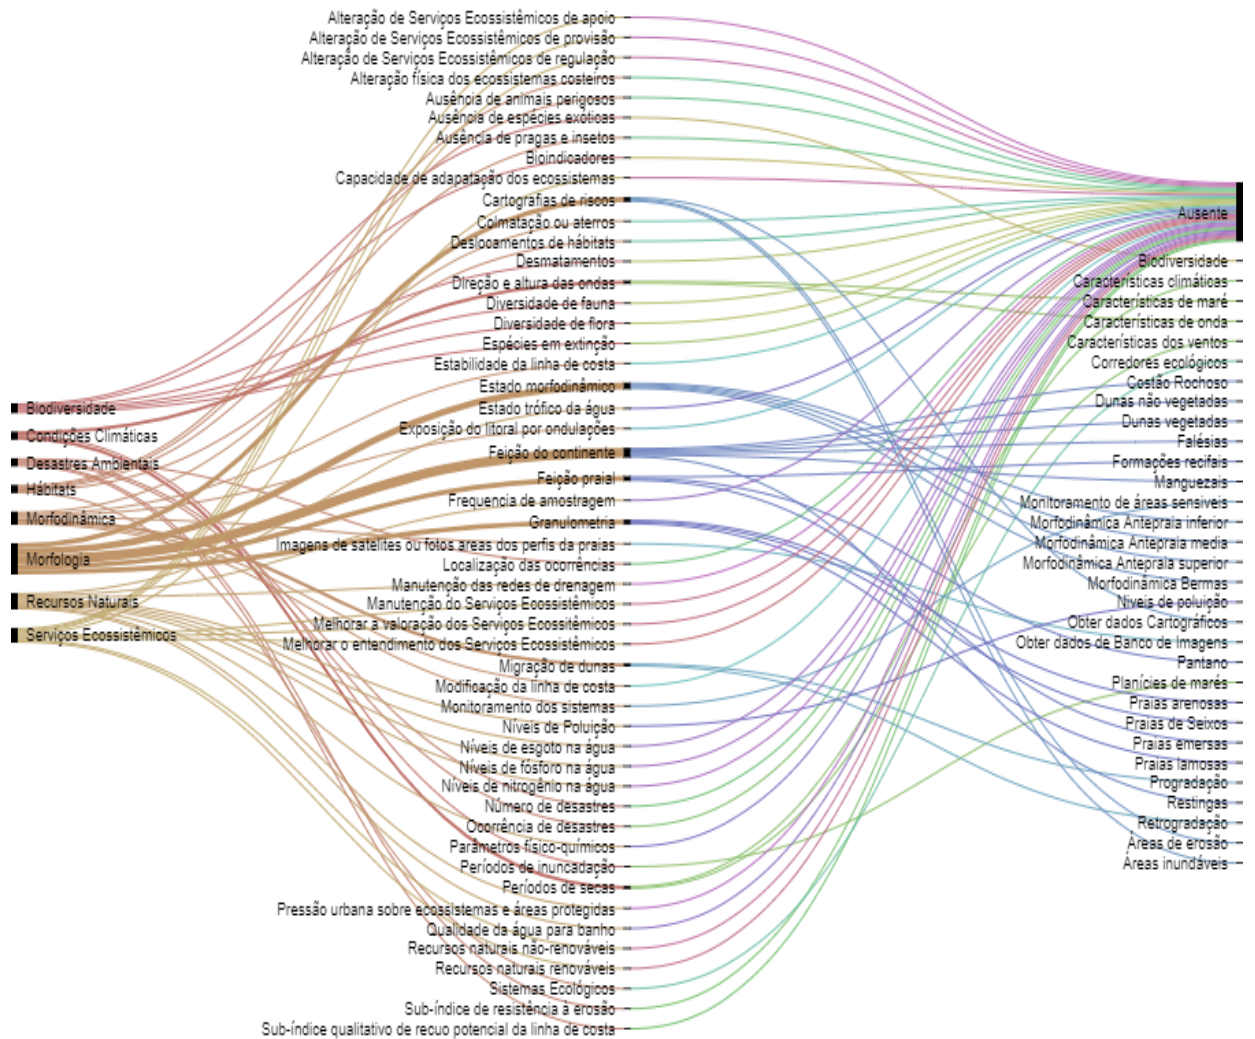 Biodiversidade
Condições Climáticas
Desastres Ambientais
Hábitats
Morfodinâmica
Morfologia
Recursos Naturais
Serviços Ecossistêmicos
Alteração de Serviços Ecossistêmicos de apoio
Alteração de Serviços Ecossistêmicos de provisão
Alteração de Serviços Ecossistêmicos de regulação
Alteração física dos ecossistemas costeiros
Ausência de animais perigosos
Ausência de espécies exóticas
Ausência de pragas e insetos
Bioindicadores
Capacidade de adapatação dos ecossistemas
Cartografias de riscos
Colmatação ou aterros
Deslocamentos de hábitats
Desmatamentos
Direção e altura das ondas
Diversidade de fauna
Diversidade de flora
Espécies em extinção
Estabilidade da linha de costa
Estado morfodinâmico
Estado trófico da água
Exposição do litoral por ondulações
Feição do continente
Feição praial
Frequencia de amostragem
Granulometria
Imagens de satélites ou fotos areas dos perfis da praias
Localização das ocorrências
Manutenção das redes de drenagem
Manutenção do Serviços Ecossistêmicos
Melhorar a valoração dos Serviços Ecossitêmicos
Melhorar o entendimento dos Serviços Ecossistêmicos
Migração de dunas
Modificação da linha de costa
Monitoramento dos sistemas
Níveis de Poluição
Níveis de esgoto na água
Níveis de fósforo na água
Níveis de nitrogênio na água
Número de desastres
Ocorrência de desastres
Parâmetros físico-químicos
Períodos de inuncadação
Períodos de secas
Pressão urbana sobre ecossistemas e áreas protegidas
Qualidade da água para banho
Recursos naturais não-renováveis
Recursos naturais renováveis
Sistemas Ecológicos
Sub-índice de resistência à erosão
Sub-índice qualitativo de recuo potencial da linha de costa
Ausente
Biodiversidade
Características climáticas
Características de maré
Características de onda
Características dos ventos
Corredores ecológicos
Costão Rochoso
Dunas não vegetadas
Dunas vegetadas
Falésias
Formações recifais
Manguezais
Monitoramento de áreas sensiveis
Morfodinâmica Antepraia inferior
Morfodinâmica Antepraia media
Morfodinâmica Antepraia superior
Morfodinâmica Bermas
Niveis de poluição
Obter dados Cartográficos
Obter dados de Banco de Imagens
Pantano
Planícies de marés
Praias arenosas
Praias de Seixos
Praias emersas
Praias lamosas
Progradação
Restingas
Retrogradação
Áreas de erosão
Áreas inundáveis